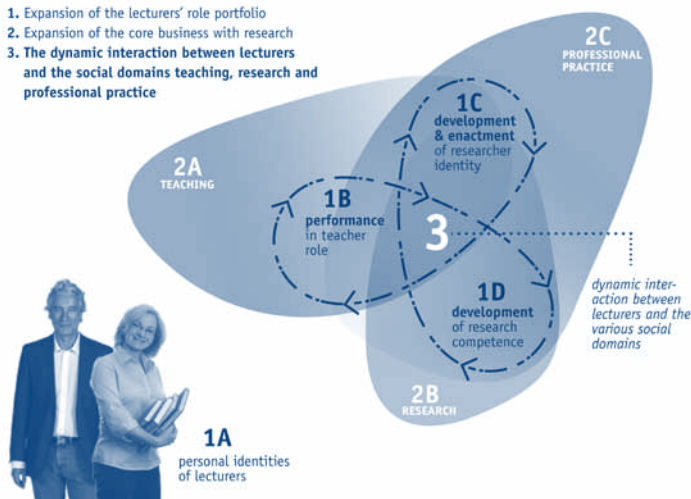 1. Expansion of the lecturers' role portfolio
2. Expansion of the core business with research
3. The dynamic interaction between lecturers
and the social domains teaching, research and
professional practice
2C
PROFESSIONAL
PRACTICE
1C
development
& enactment
of researcher
identity
2A
TEACHING
1B
performance
in teacher
role
3
dynamic inter-
action between
lecturers and the
various social
domains
1D
development
of research
competence
2B
RESEARCH
1A
personal identities
of lecturers